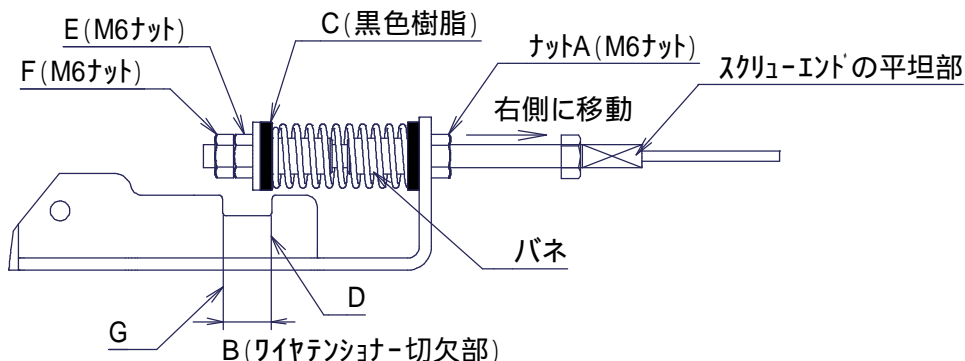 E(M6ﾅｯﾄ)
C(黒色樹脂)
F(M6ﾅｯﾄ)
ﾅｯﾄA(M6ﾅｯﾄ)
ｽｸﾘｭｰｴﾝﾄﾞの平坦部
右側に移動
バネ
D
G
B(ﾜｲﾔﾃﾝｼｮﾅｰ切欠部)